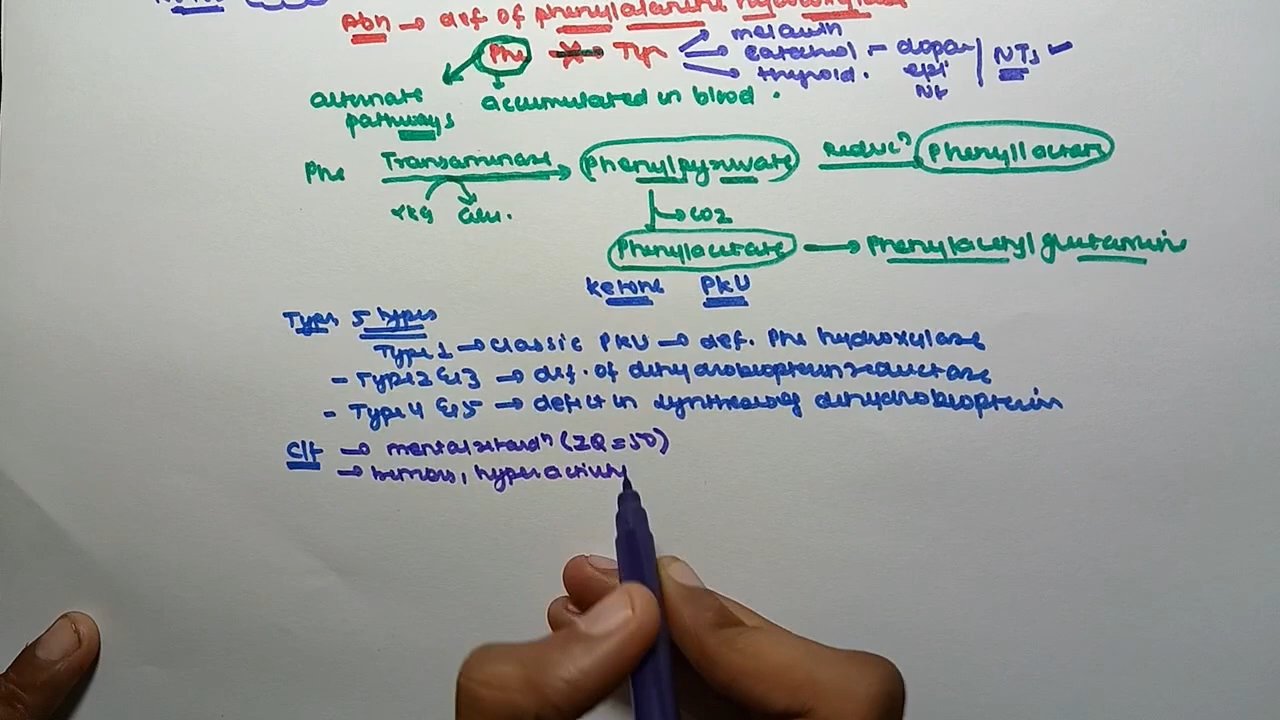 Abn → def of phenylalanine hydroxylase
Phe Tyr melanin
catechol - dopa / NTs ✓
epi
thyroid. NE
alternate accumulated in blood.
pathways
Phe Transaminase → Phenylpyruvate Reducn Phenyllactate
αKG Glu. → CO2
Phenylacetate → Phenylacetyl glutamine
ketone PKU
Types 5 types
Type 1 → classic PKU → def. Phe hydroxylase
- Type 2 & 3 → def. of dihydrobiopterin reductase
- Type 4 & 5 → defect in synthesis of dihydrobiopterin
C/f → mental retardn (IQ = 50)
→ tremors, hyperactivity